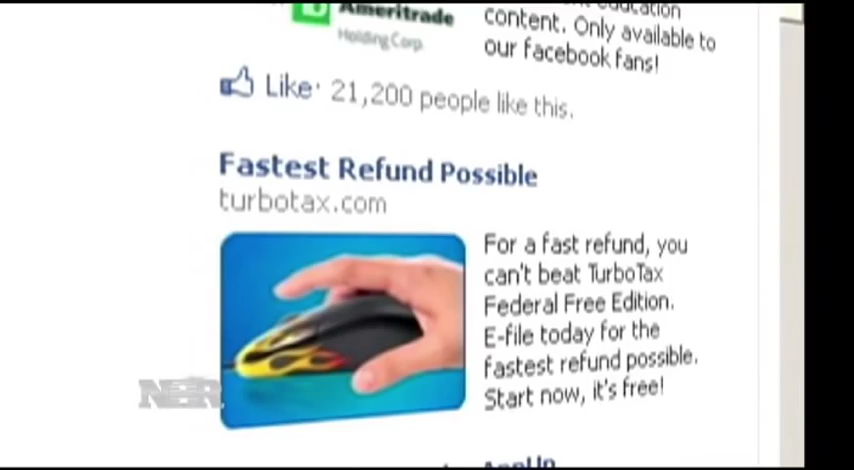 Ameritrade
Holding Corp.
education
content. Only available to
our facebook fans!
Like · 21,200 people like this.
Fastest Refund Possible
turbotax.com
For a fast refund, you
can't beat TurboTax
Federal Free Edition.
E-file today for the
fastest refund possible.
Start now, it's free!
NBR
AppUp